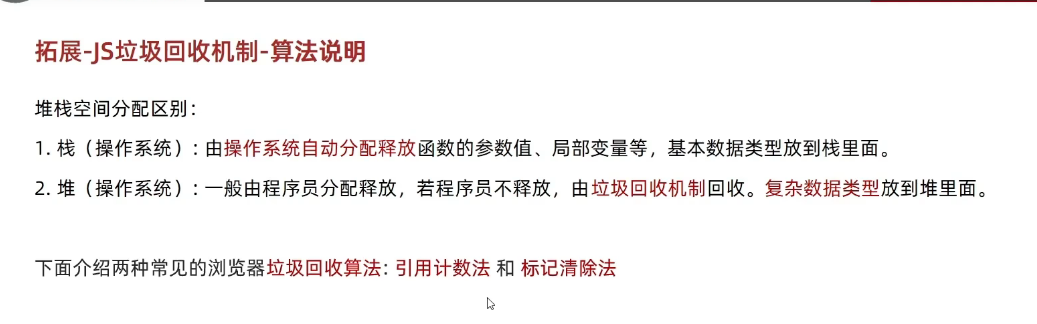 拓展-JS垃圾回收机制-算法说明
堆栈空间分配区别：
1. 栈（操作系统）: 由操作系统自动分配释放函数的参数值、局部变量等，基本数据类型放到栈里面。
2. 堆（操作系统）: 一般由程序员分配释放，若程序员不释放，由垃圾回收机制回收。复杂数据类型放到堆里面。
下面介绍两种常见的浏览器垃圾回收算法: 引用计数法 和 标记清除法